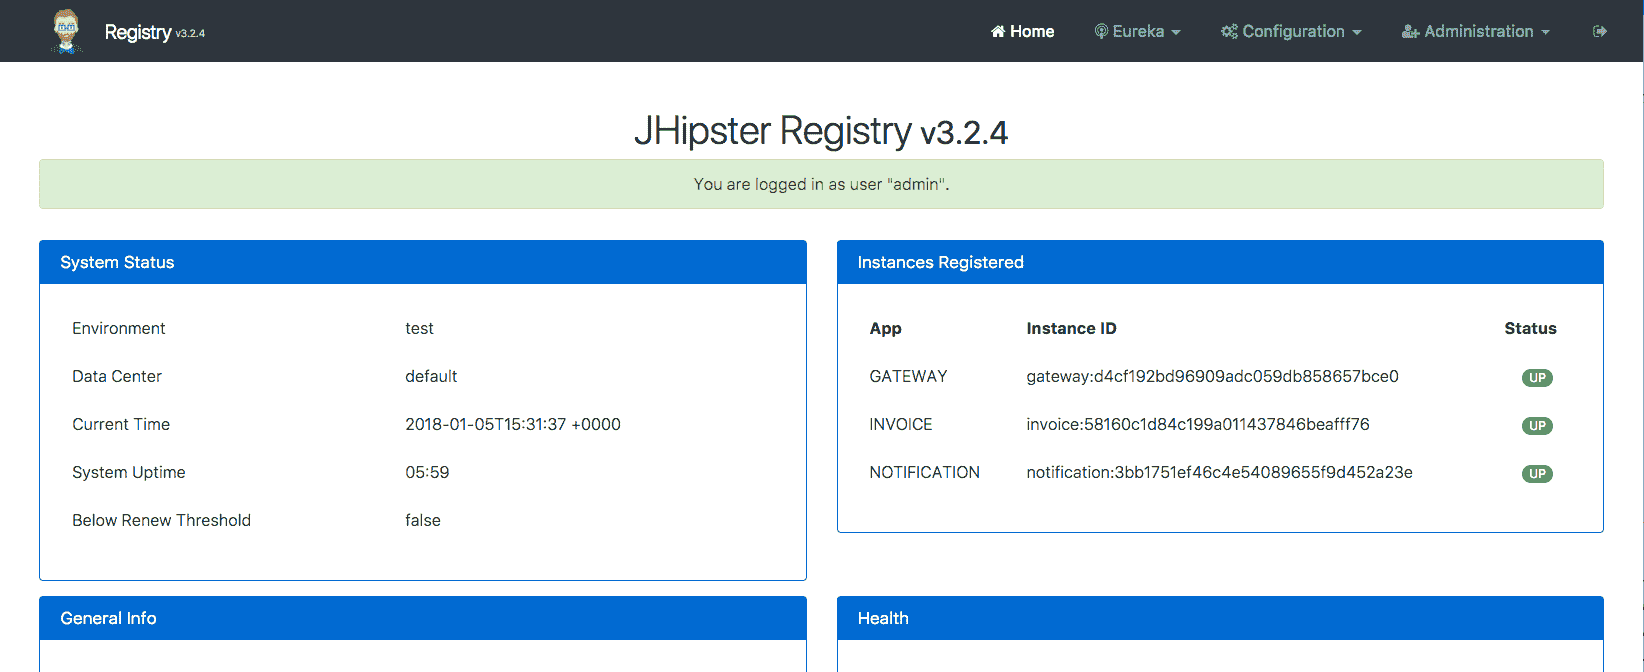 Registry v3.2.4
Home
Eureka
Configuration
Administration
JHipster Registry v3.2.4
You are logged in as user "admin".
System Status
Environment test
Data Center default
Current Time 2018-01-05T15:31:37 +0000
System Uptime 05:59
Below Renew Threshold false
Instances Registered
App Instance ID Status
GATEWAY gateway:d4cf192bd96909adc059db858657bce0 UP
INVOICE invoice:58160c1d84c199a011437846beafff76 UP
NOTIFICATION notification:3bb1751ef46c4e54089655f9d452a23e UP
General Info
Health